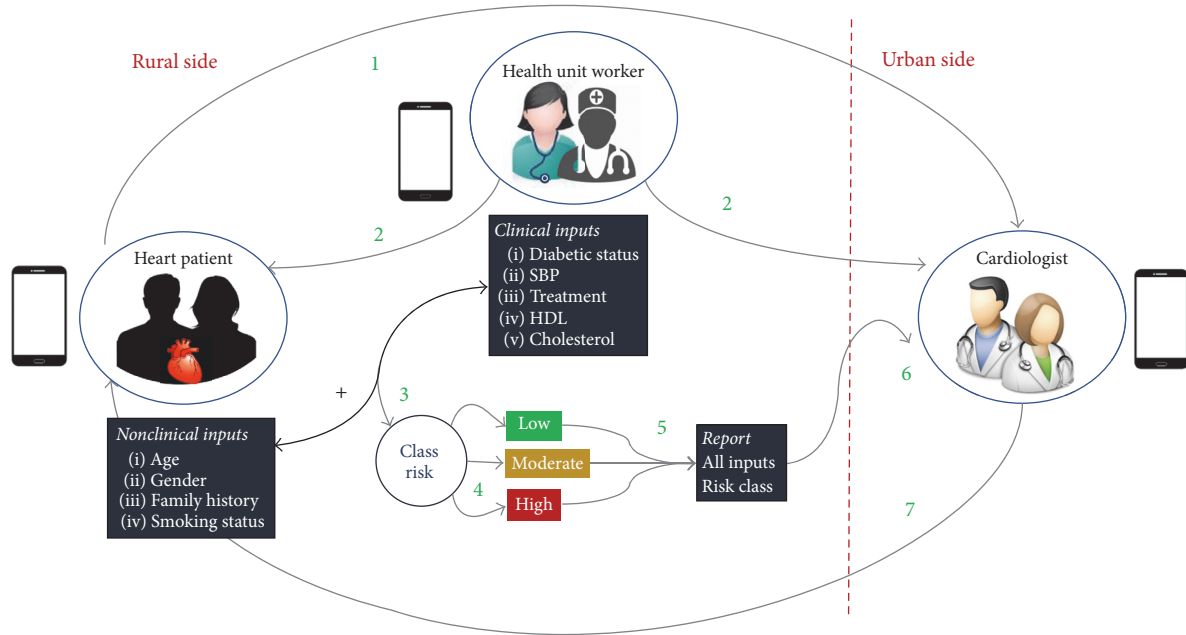 Rural side
1
Health unit worker
Urban side
2
2
Heart patient
Clinical inputs
(i) Diabetic status
(ii) SBP
(iii) Treatment
(iv) HDL
(v) Cholesterol
Cardiologist
+
3
6
Nonclinical inputs
(i) Age
(ii) Gender
(iii) Family history
(iv) Smoking status
Class
risk
4
Low
Moderate
High
5
Report
All inputs
Risk class
7